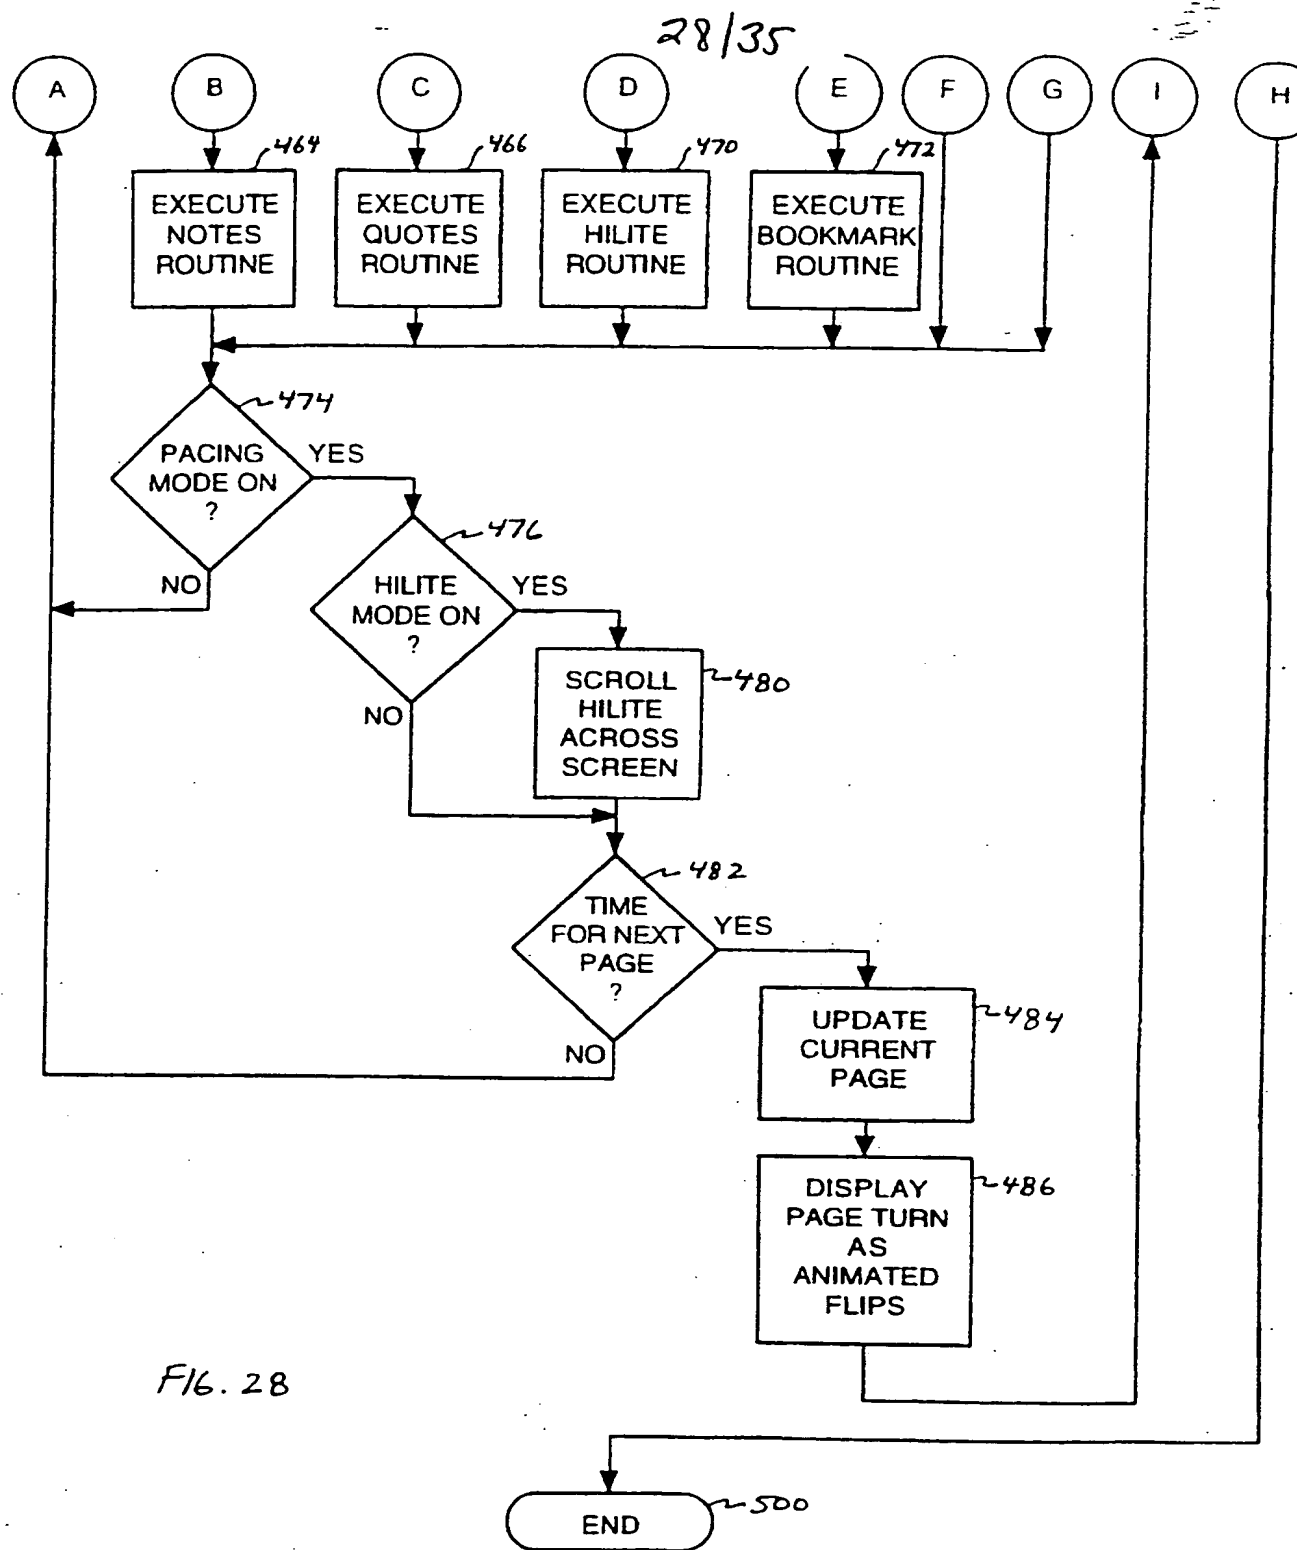 28/35
A B C D E F G I H
464 466 470 472
EXECUTE
NOTES
ROUTINE
EXECUTE
QUOTES
ROUTINE
EXECUTE
HILITE
ROUTINE
EXECUTE
BOOKMARK
ROUTINE
474
PACING
MODE ON
?
YES
NO
476
HILITE
MODE ON
?
YES
NO
480
SCROLL
HILITE
ACROSS
SCREEN
482
TIME
FOR NEXT
PAGE
?
YES
NO
484
UPDATE
CURRENT
PAGE
486
DISPLAY
PAGE TURN
AS
ANIMATED
FLIPS
FIG. 28
500
END